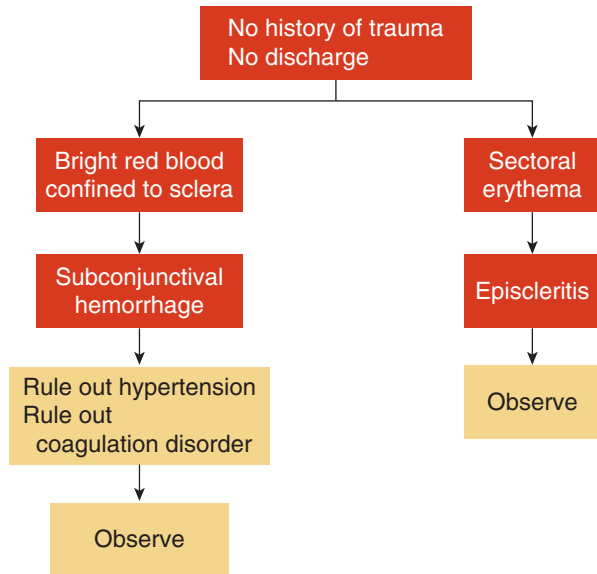 No history of trauma
No discharge
Bright red blood
confined to sclera
Sectoral
erythema
Subconjunctival
hemorrhage
Episcleritis
Rule out hypertension
Rule out
coagulation disorder
Observe
Observe